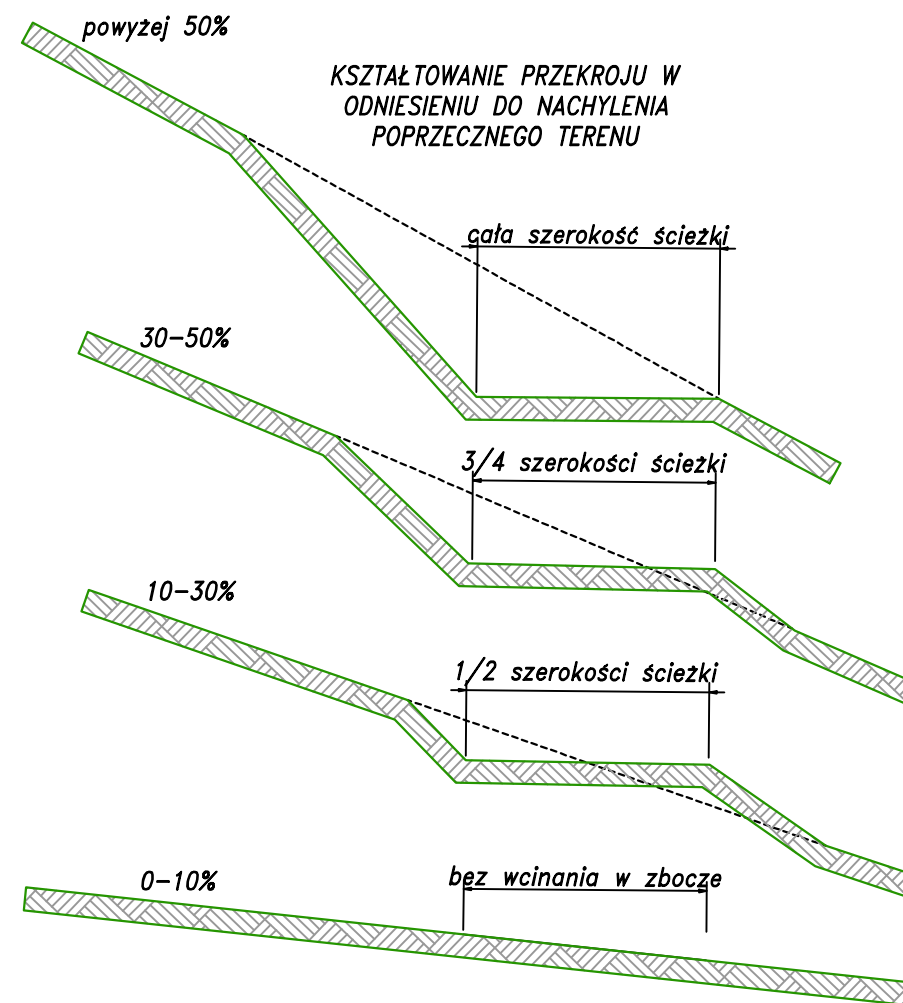 powyżej 50%
KSZTAŁTOWANIE PRZEKROJU W
ODNIESIENIU DO NACHYLENIA
POPRZECZNEGO TERENU
cała szerokość ścieżki
30-50%
3/4 szerokości ścieżki
10-30%
1/2 szerokości ścieżki
0-10%
bez wcinania w zbocze